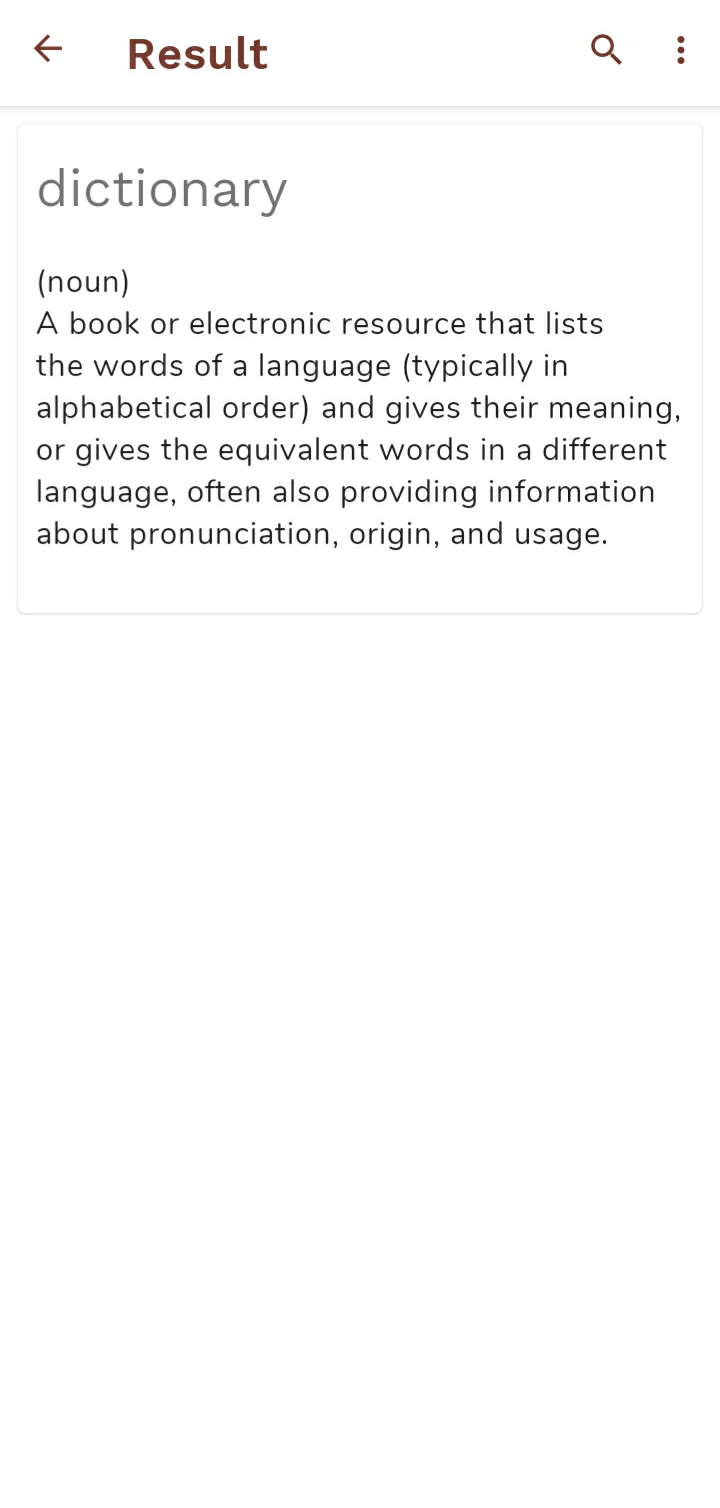 Result
dictionary
(noun)
A book or electronic resource that lists
the words of a language (typically in
alphabetical order) and gives their meaning,
or gives the equivalent words in a different
language, often also providing information
about pronunciation, origin, and usage.